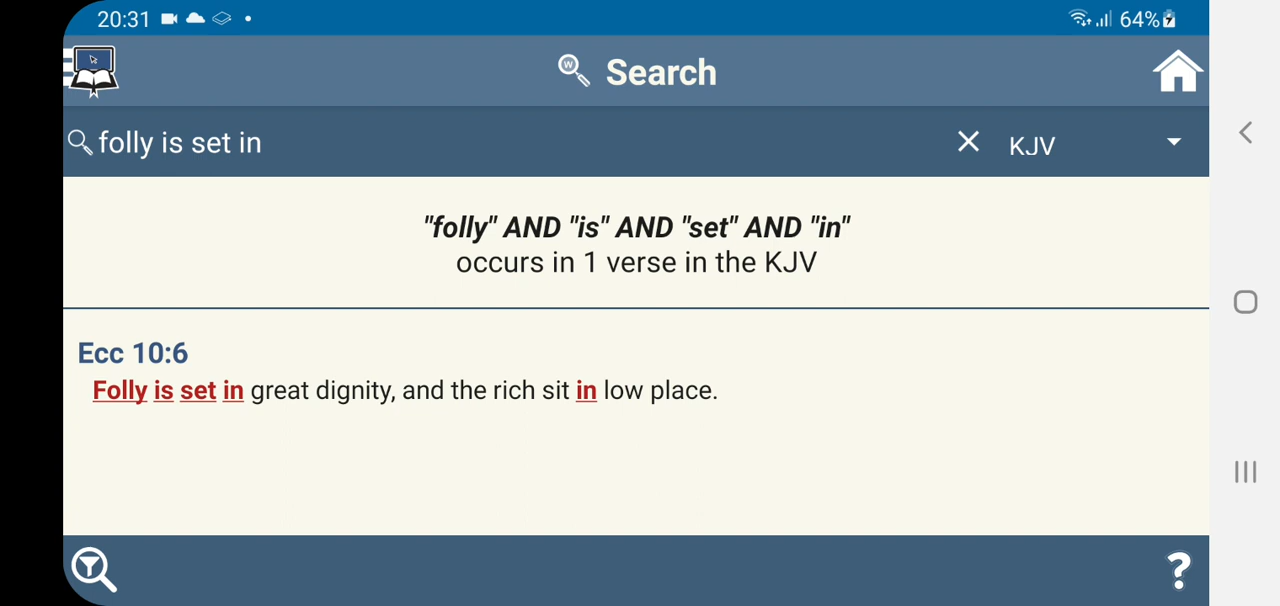 20:31 64%
W Search
folly is set in KJV
"folly" AND "is" AND "set" AND "in"
occurs in 1 verse in the KJV
Ecc 10:6
Folly is set in great dignity, and the rich sit in low place.
?